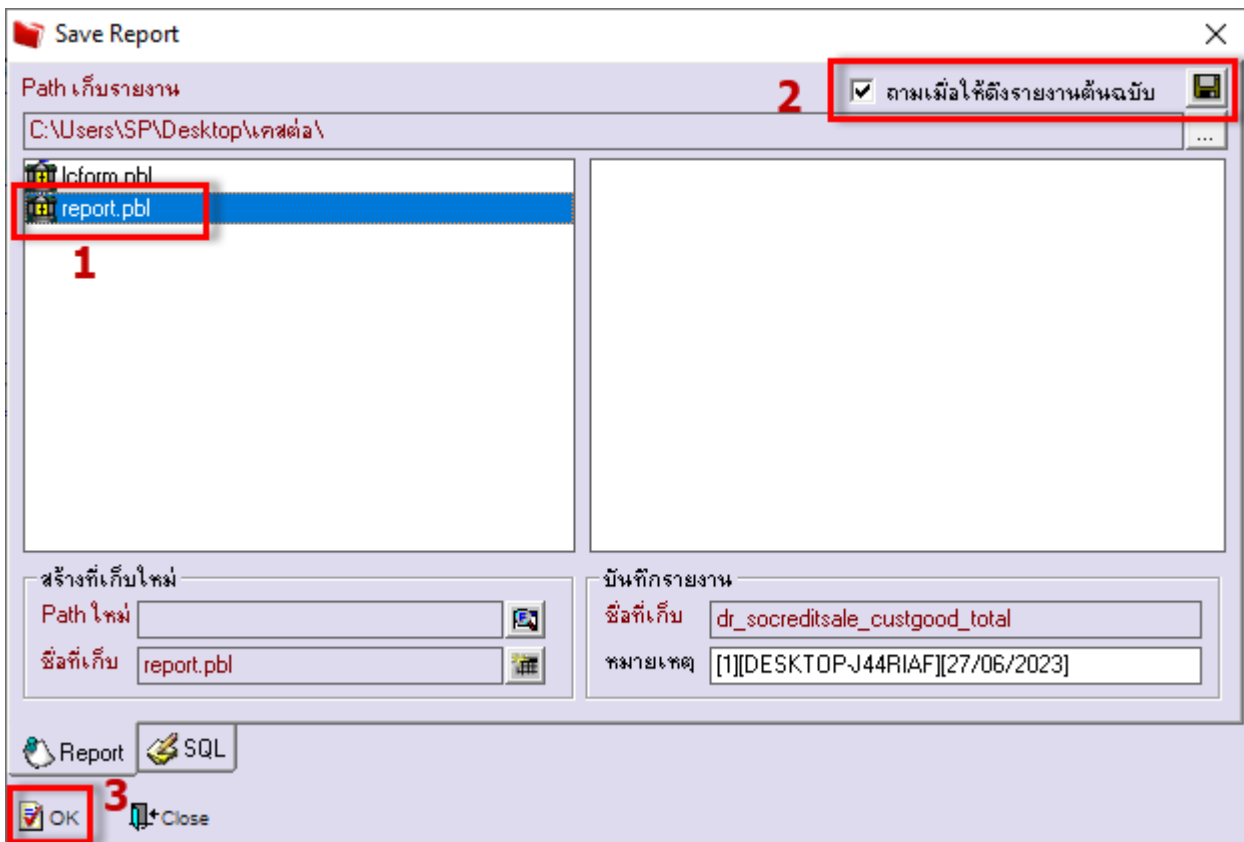 Save Report
Path เก็บรายงาน
2
ถามเมื่อให้ดึงรายงานต้นฉบับ
C:\Users\SP\Desktop\เคสต่อ\
...
lcform.pbl
report.pbl
1
สร้างที่เก็บใหม่
Path ใหม่
ชื่อที่เก็บ report.pbl
บันทึกรายงาน
ชื่อที่เก็บ dr_socreditsale_custgood_total
หมายเหตุ [1][DESKTOP-J44RIAF][27/06/2023]
Report SQL
3
OK Close